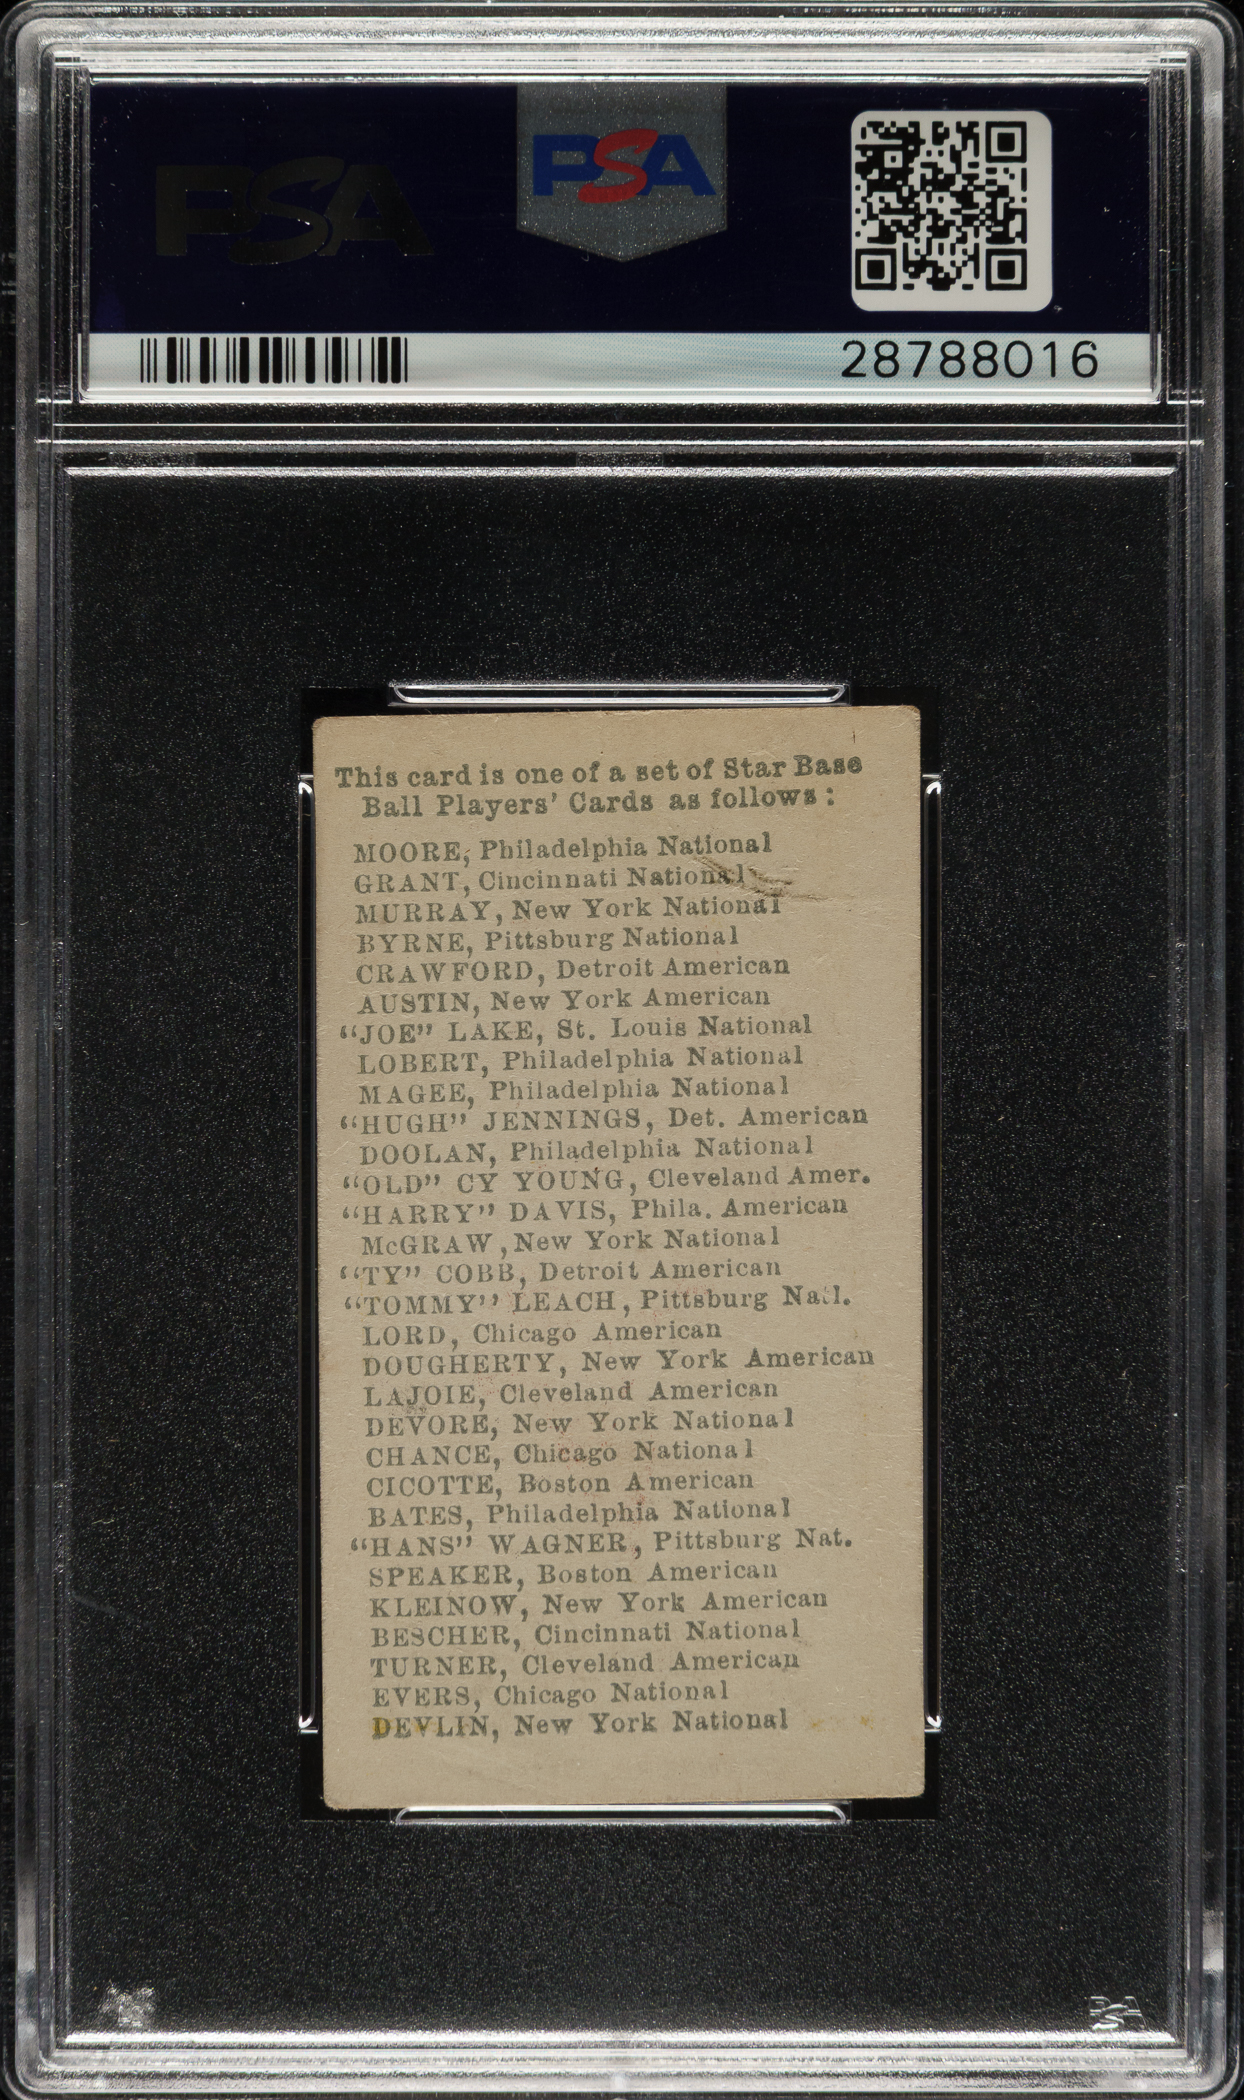 PSA
PSA
28788016
This card is one of a set of Star Base
Ball Players' Cards as follows:
MOORE, Philadelphia National
GRANT, Cincinnati National
MURRAY, New York National
BYRNE, Pittsburg National
CRAWFORD, Detroit American
AUSTIN, New York American
“JOE” LAKE, St. Louis National
LOBERT, Philadelphia National
MAGEE, Philadelphia National
“HUGH” JENNINGS, Det. American
DOOLAN, Philadelphia National
“OLD” CY YOUNG, Cleveland Amer.
“HARRY” DAVIS, Phila. American
McGRAW, New York National
“TY” COBB, Detroit American
“TOMMY” LEACH, Pittsburg Natl.
LORD, Chicago American
DOUGHERTY, New York American
LAJOIE, Cleveland American
DEVORE, New York National
CHANCE, Chicago National
CICOTTE, Boston American
BATES, Philadelphia National
“HANS” WAGNER, Pittsburg Nat.
SPEAKER, Boston American
KLEINOW, New York American
BESCHER, Cincinnati National
TURNER, Cleveland American
EVERS, Chicago National
DEVLIN, New York National
PSA